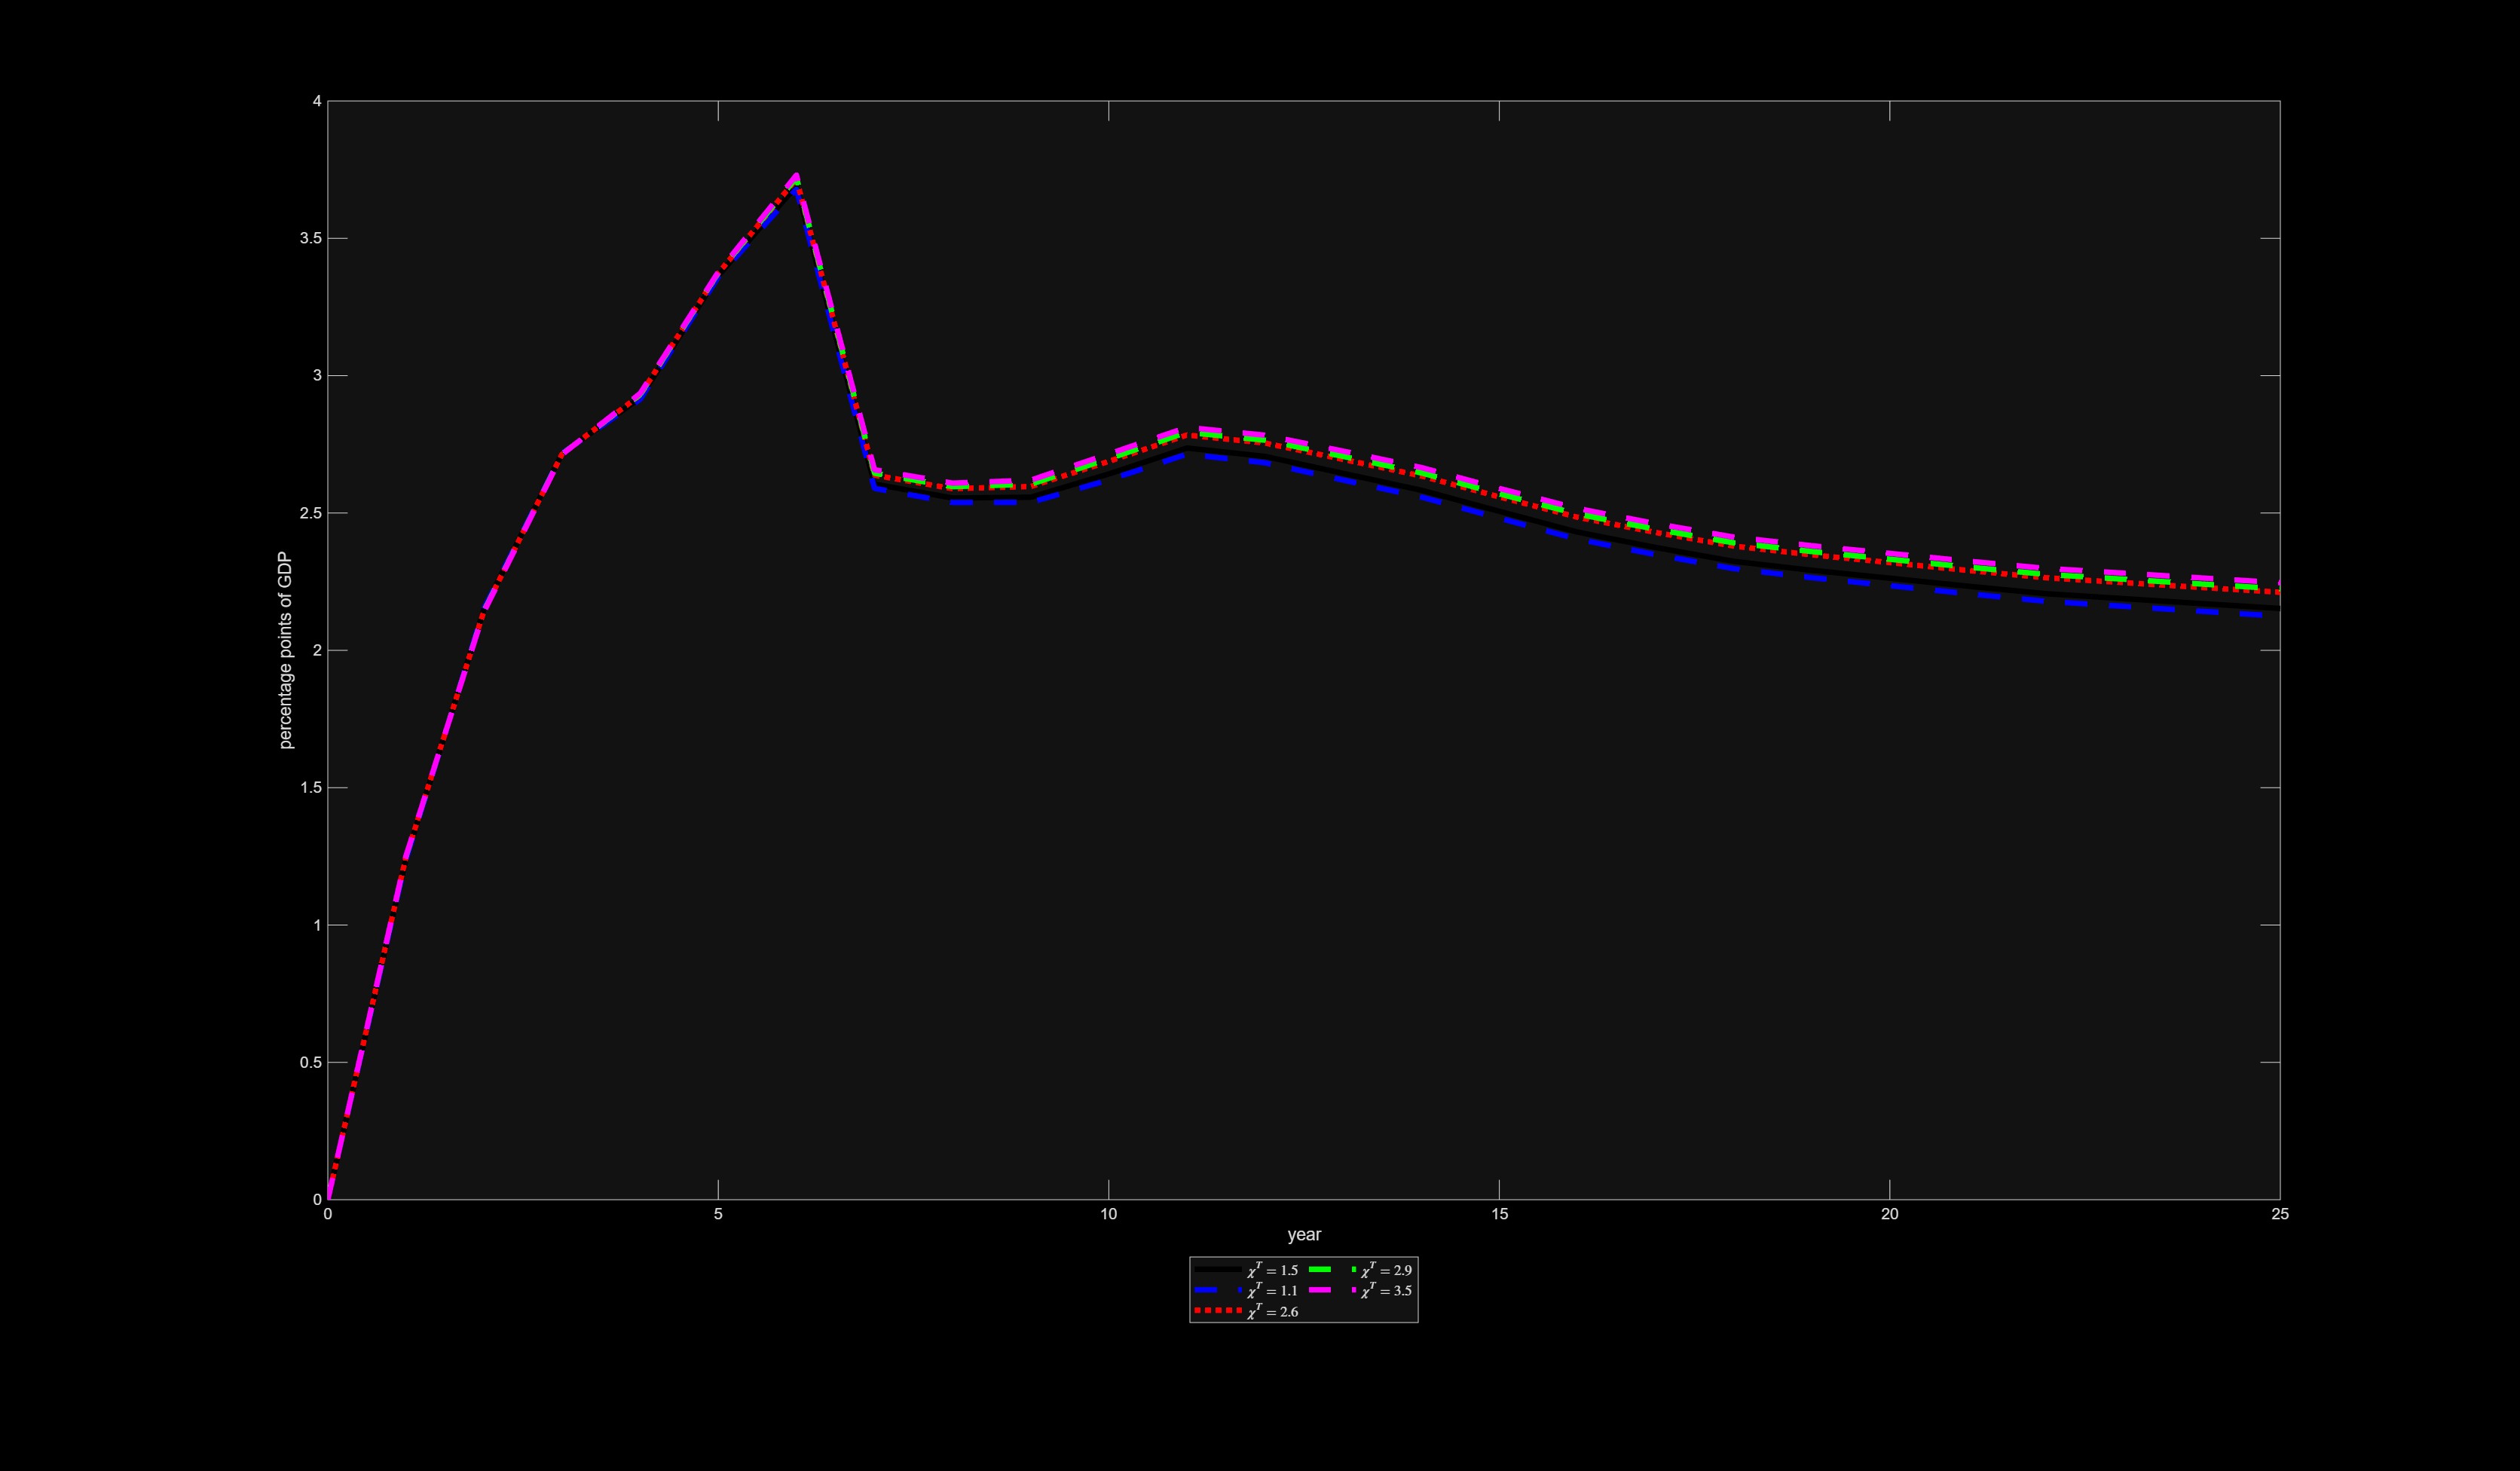 4
3.5
3
2.5
2
1.5
1
0.5
0
percentage points of GDP
0 5 10 15 20 25
year
χᵀ = 1.5 χᵀ = 2.9
χᵀ = 1.1 χᵀ = 3.5
χᵀ = 2.6